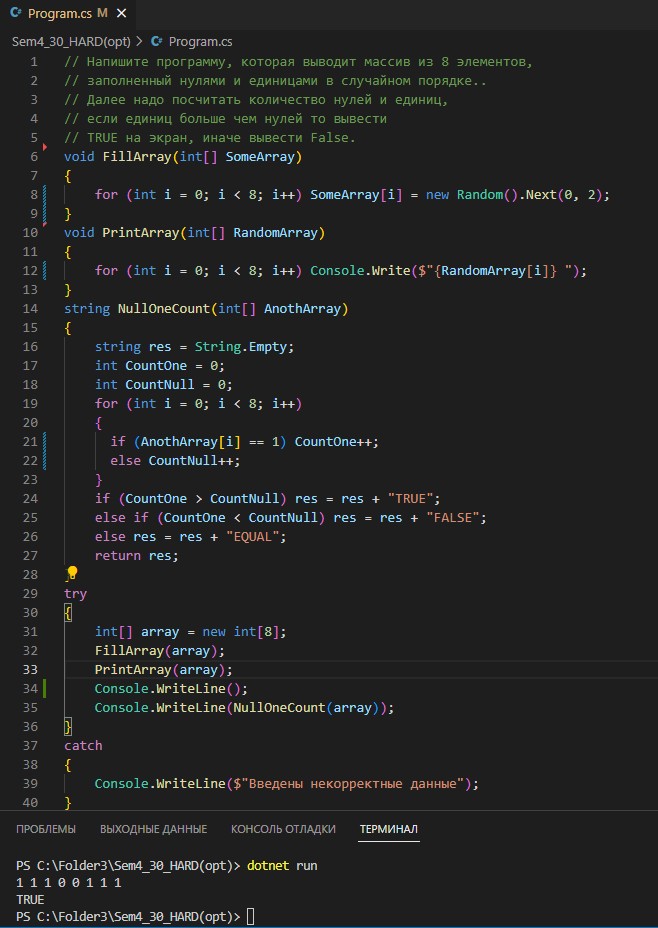 Program.cs M
Sem4_30_HARD(opt) > Program.cs
1 // Напишите программу, которая выводит массив из 8 элементов,
2 // заполненный нулями и единицами в случайном порядке..
3 // Далее надо посчитать количество нулей и единиц,
4 // если единиц больше чем нулей то вывести
5 // TRUE на экран, иначе вывести False.
6 void FillArray(int[] SomeArray)
7 {
8 for (int i = 0; i < 8; i++) SomeArray[i] = new Random().Next(0, 2);
9 }
10 void PrintArray(int[] RandomArray)
11 {
12 for (int i = 0; i < 8; i++) Console.Write($"{RandomArray[i]} ");
13 }
14 string NullOneCount(int[] AnothArray)
15 {
16 string res = String.Empty;
17 int CountOne = 0;
18 int CountNull = 0;
19 for (int i = 0; i < 8; i++)
20 {
21 if (AnothArray[i] == 1) CountOne++;
22 else CountNull++;
23 }
24 if (CountOne > CountNull) res = res + "TRUE";
25 else if (CountOne < CountNull) res = res + "FALSE";
26 else res = res + "EQUAL";
27 return res;
28 }
29 try
30 {
31 int[] array = new int[8];
32 FillArray(array);
33 PrintArray(array);
34 Console.WriteLine();
35 Console.WriteLine(NullOneCount(array));
36 }
37 catch
38 {
39 Console.WriteLine($"Введены некорректные данные");
40 }
ПРОБЛЕМЫ ВЫХОДНЫЕ ДАННЫЕ КОНСОЛЬ ОТЛАДКИ ТЕРМИНАЛ
PS C:\Folder3\Sem4_30_HARD(opt)> dotnet run
1 1 1 0 0 1 1 1
TRUE
PS C:\Folder3\Sem4_30_HARD(opt)>